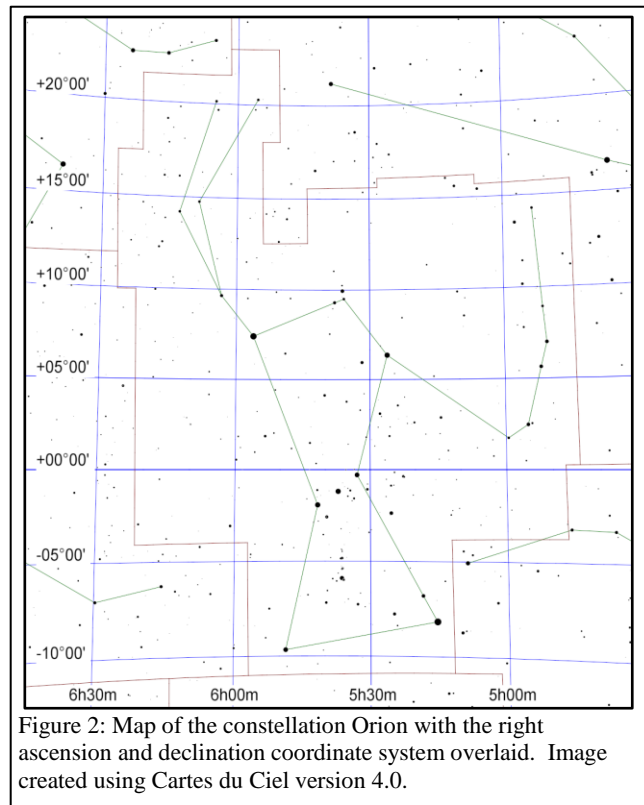 +20°00'
+15°00'
+10°00'
+05°00'
+00°00'
-05°00'
-10°00'
6h30m 6h00m 5h30m 5h00m
Figure 2: Map of the constellation Orion with the right
ascension and declination coordinate system overlaid. Image
created using Cartes du Ciel version 4.0.